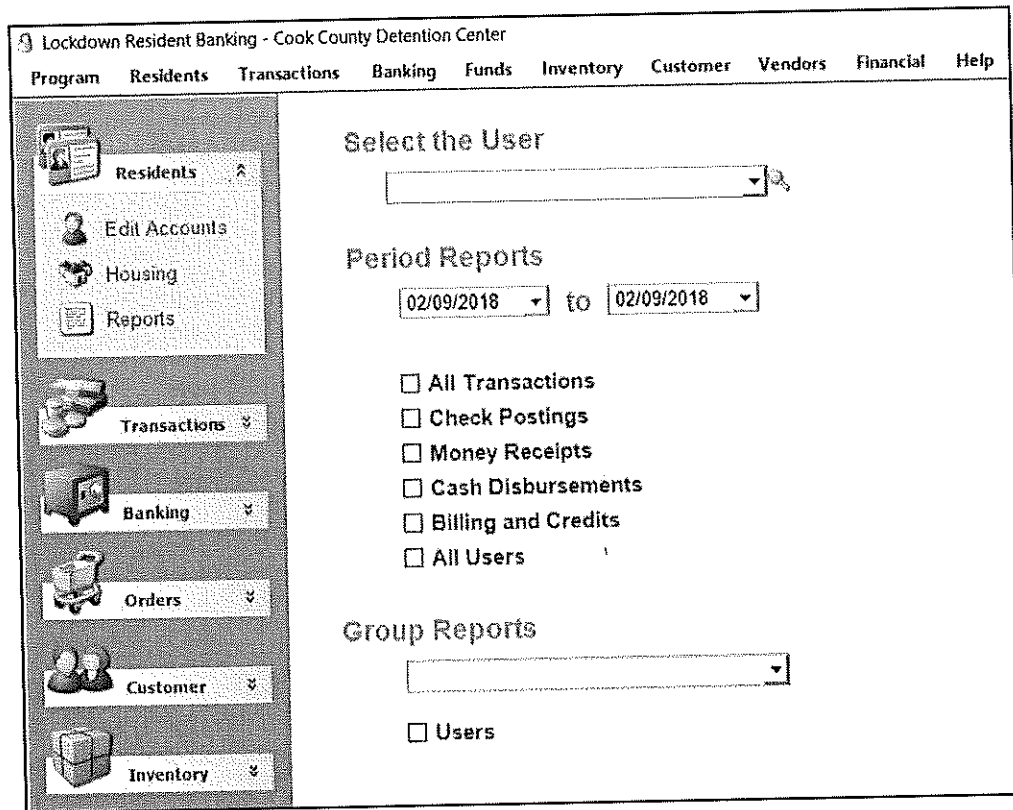 Lockdown Resident Banking - Cook County Detention Center
Program Residents Transactions Banking Funds Inventory Customer Vendors Financial Help
Residents
Edit Accounts
Housing
Reports
Transactions
Banking
Orders
Customer
Inventory
Select the User
Period Reports
02/09/2018 to 02/09/2018
All Transactions
Check Postings
Money Receipts
Cash Disbursements
Billing and Credits
All Users
Group Reports
Users